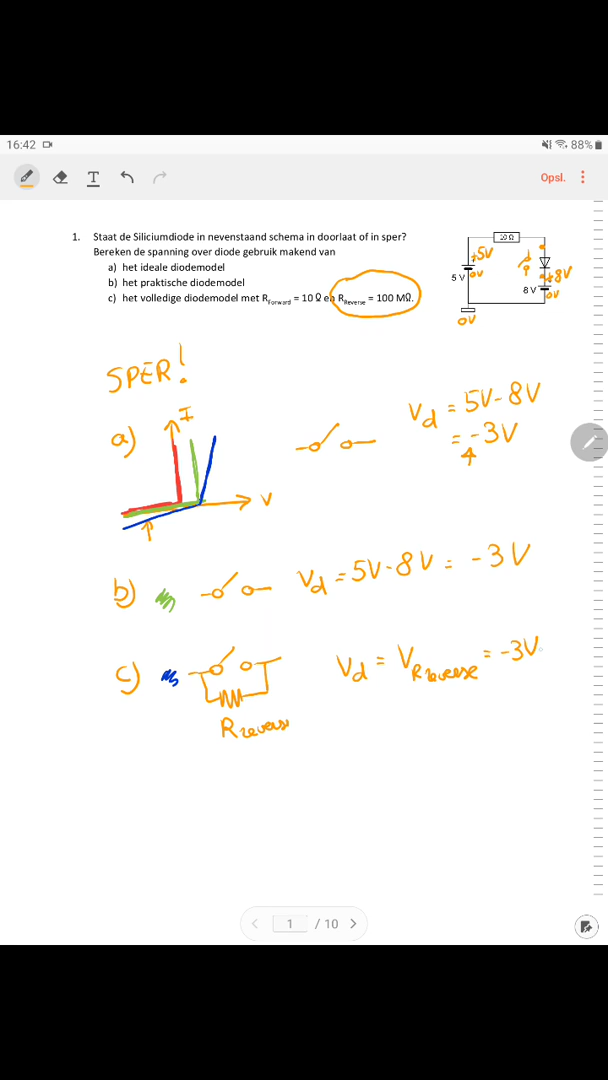 16:42 88%
T Opsl.
1. Staat de Siliciumdiode in nevenstaand schema in doorlaat of in sper?
Bereken de spanning over diode gebruik makend van
a) het ideale diodemodel
b) het praktische diodemodel
c) het volledige diodemodel met RForward = 10 Ω en RReverse = 100 MΩ.
20 Ω
+5V
5 V 0V
+8V
8 V 0V
0V
SPER!
a) I V
Vd = 5V - 8V
= -3V
b) Vd = 5V - 8V = -3V
c) Vd = VRreverse = -3V
Rreverse
1 / 10